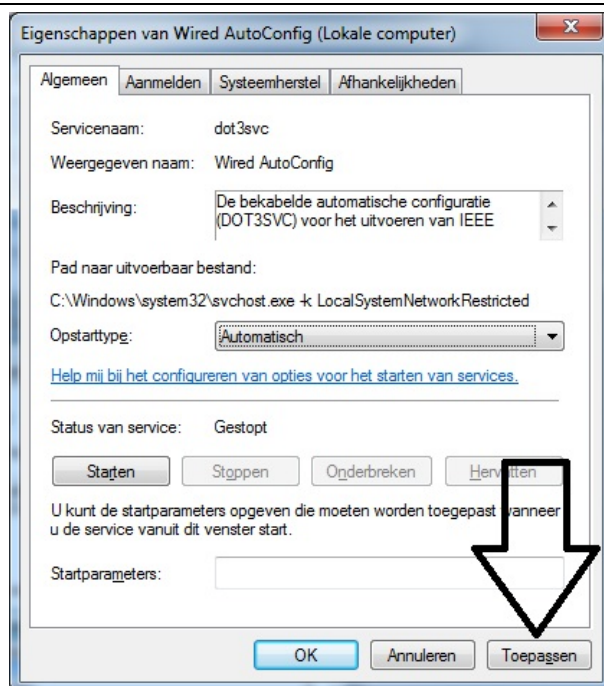 Eigenschappen van Wired AutoConfig (Lokale computer)
Algemeen Aanmelden Systeemherstel Afhankelijkheden
Servicenaam: dot3svc
Weergegeven naam: Wired AutoConfig
Beschrijving: De bekabelde automatische configuratie
(DOT3SVC) voor het uitvoeren van IEEE
Pad naar uitvoerbaar bestand:
C:\Windows\system32\svchost.exe -k LocalSystemNetworkRestricted
Opstarttype: Automatisch
Help mij bij het configureren van opties voor het starten van services.
Status van service: Gestopt
Starten Stoppen Onderbreken Hervatten
U kunt de startparameters opgeven die moeten worden toegepast wanneer
u de service vanuit dit venster start.
Startparameters:
OK Annuleren Toepassen